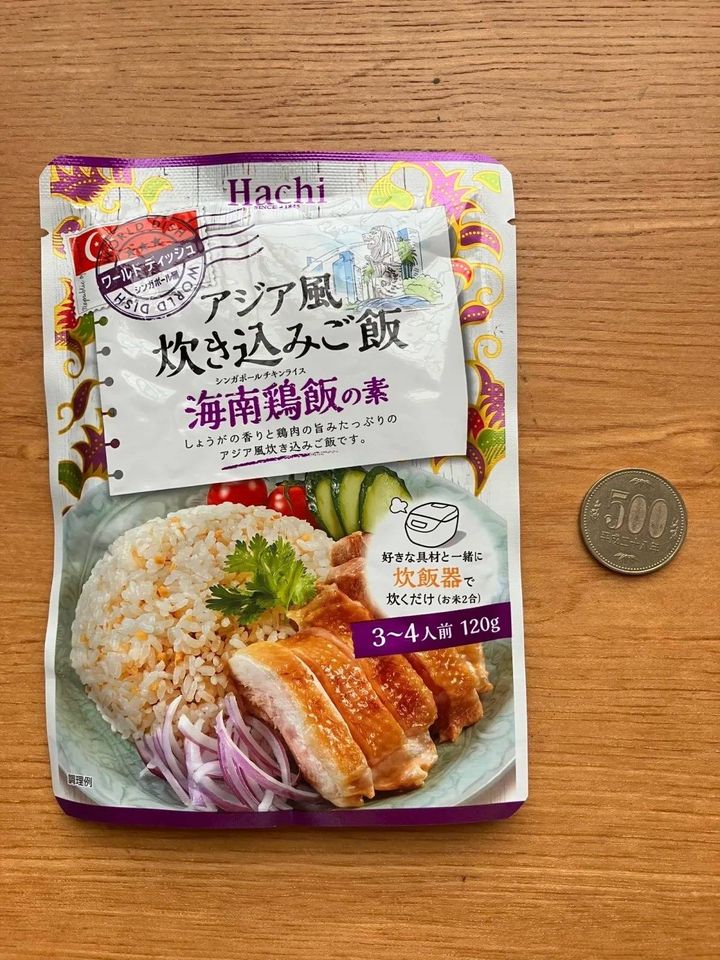 Hachi
SINCE 1845
WORLD DISH
ワールド ディッシュ
シンガポール編
WORLD DISH
アジア風
炊き込みご飯
シンガポールチキンライス
海南鶏飯の素
しょうがの香りと鶏肉の旨みたっぷりの
アジア風炊き込みご飯です。
好きな具材と一緒に
炊飯器で
炊くだけ(お米2合)
3〜4人前 120g
調理例
500